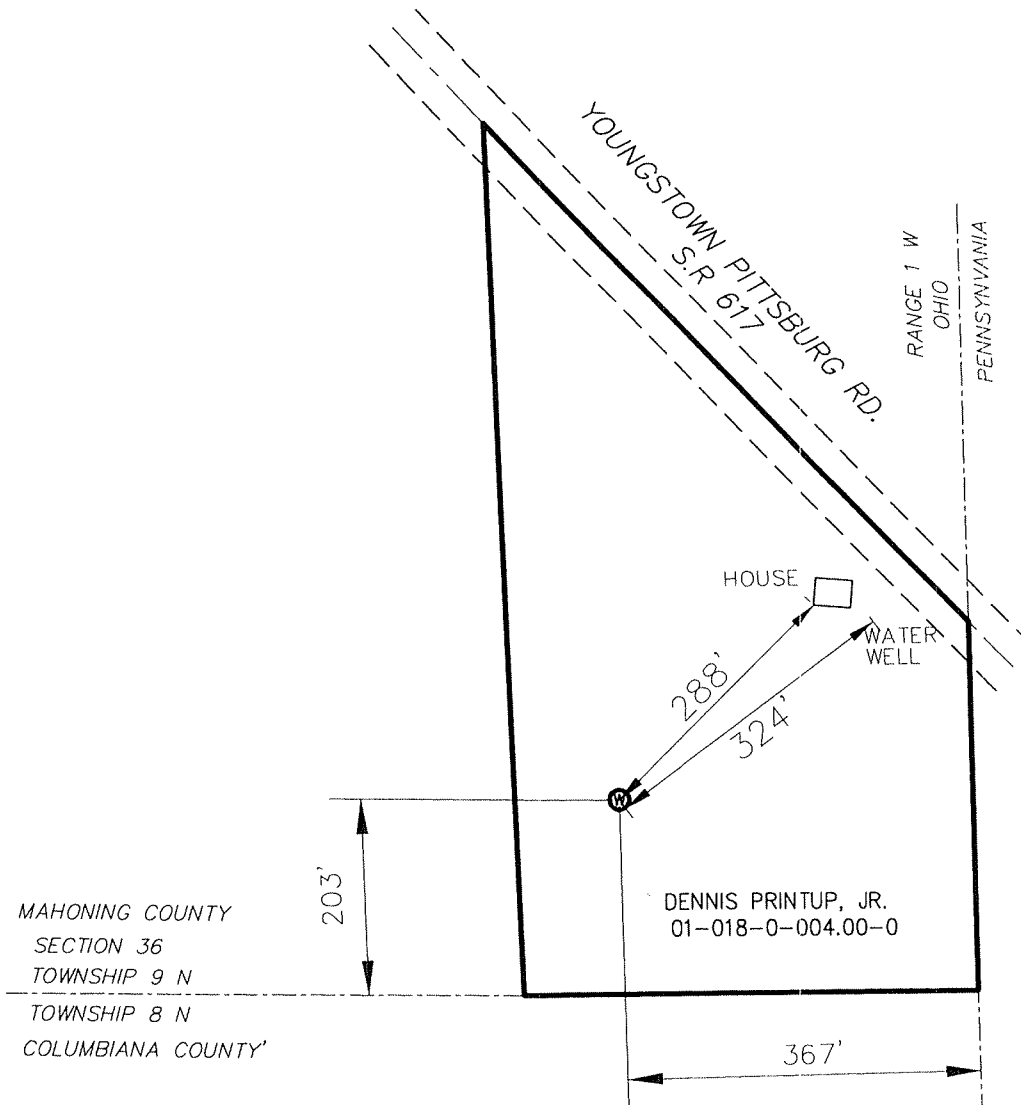 YOUNGSTOWN PITTSBURG RD.
S.R 617
RANGE 1 W
OHIO
PENNSYNVANIA
HOUSE
WATER
WELL
288'
324'
W
203'
DENNIS PRINTUP, JR.
01-018-0-004.00-0
MAHONING COUNTY
SECTION 36
TOWNSHIP 9 N
TOWNSHIP 8 N
COLUMBIANA COUNTY'
367'